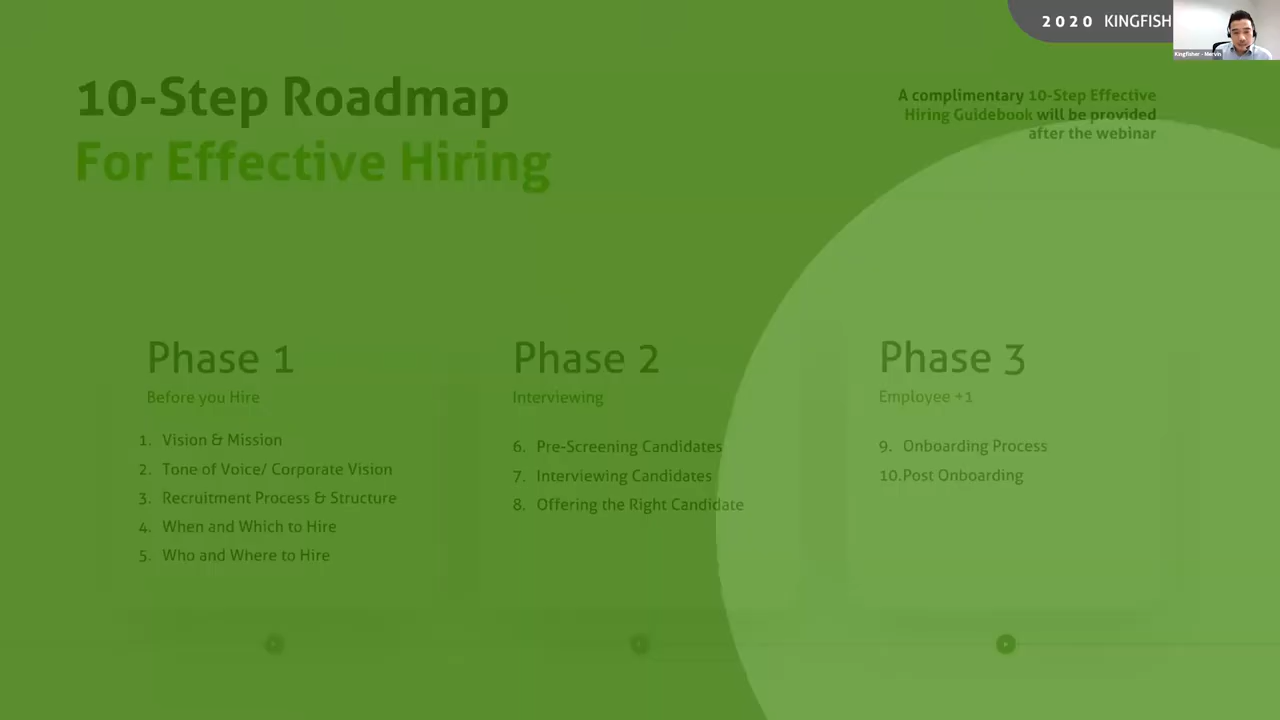 2020 KINGFISH
Kingfisher - Mervin
10-Step Roadmap
For Effective Hiring
A complimentary 10-Step Effective
Hiring Guidebook will be provided
after the webinar
Phase 1
Before you Hire
1. Vision & Mission
2. Tone of Voice/ Corporate Vision
3. Recruitment Process & Structure
4. When and Which to Hire
5. Who and Where to Hire
Phase 2
Interviewing
6. Pre-Screening Candidates
7. Interviewing Candidates
8. Offering the Right Candidate
Phase 3
Employee +1
9. Onboarding Process
10.Post Onboarding